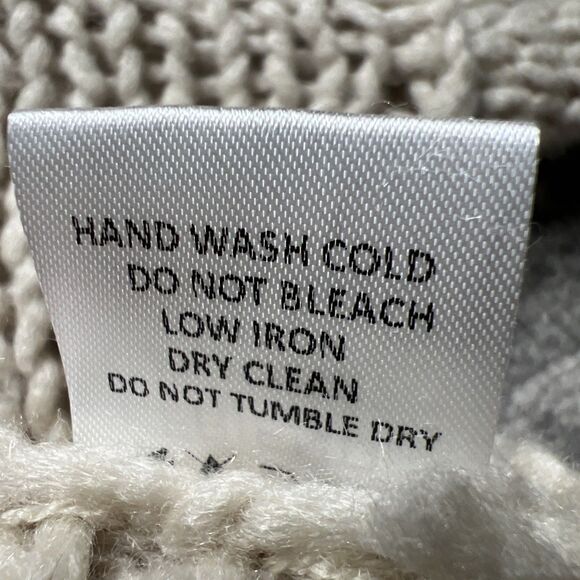 HAND WASH COLD
DO NOT BLEACH
LOW IRON
DRY CLEAN
DO NOT TUMBLE DRY